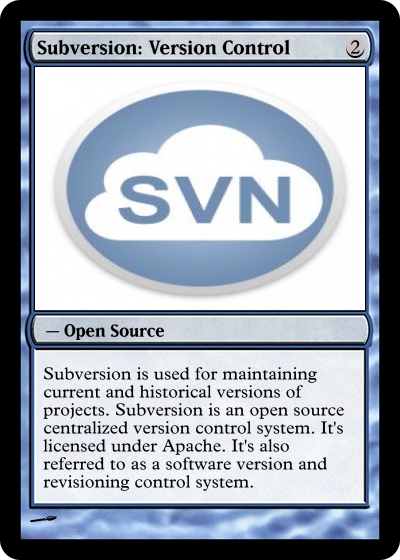 Subversion: Version Control 2
SVN
— Open Source
Subversion is used for maintaining
current and historical versions of
projects. Subversion is an open source
centralized version control system. It's
licensed under Apache. It's also
referred to as a software version and
revisioning control system.